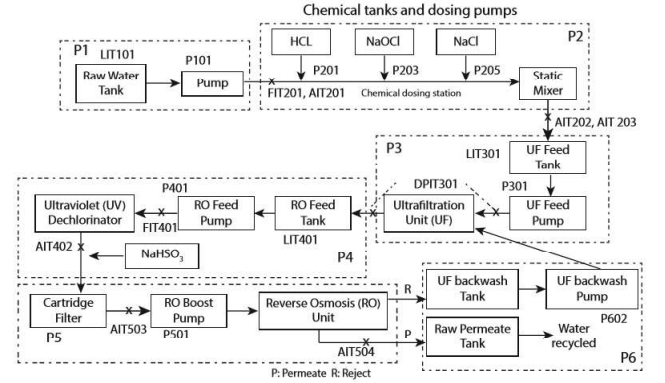 Chemical tanks and dosing pumps
P1
LIT101
Raw Water
Tank
P101
Pump
HCL
NaOCl
NaCl
P2
P201
P203
P205
FIT201, AIT201
Chemical dosing station
Static
Mixer
AIT202, AIT 203
P3
LIT301
UF Feed
Tank
P301
UF Feed
Pump
DPIT301
Ultrafiltration
Unit (UF)
P401
Ultraviolet (UV)
Dechlorinator
FIT401
RO Feed
Pump
RO Feed
Tank
LIT401
P4
AIT402
NaHSO3
Cartridge
Filter
P5
AIT503
RO Boost
Pump
P501
Reverse Osmosis (RO)
Unit
AIT504
R
P
UF backwash
Tank
UF backwash
Pump
P602
Raw Permeate
Tank
Water
recycled
P6
P: Permeate R: Reject